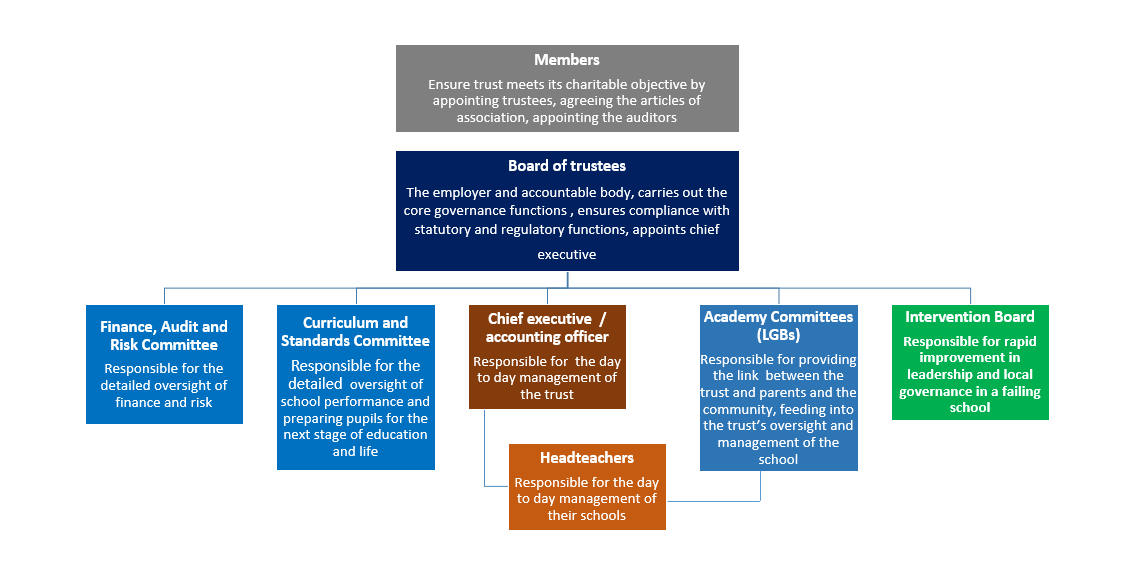 Members
Ensure trust meets its charitable objective by
appointing trustees, agreeing the articles of
association, appointing the auditors
Board of trustees
The employer and accountable body, carries out the
core governance functions , ensures compliance with
statutory and regulatory functions, appoints chief
executive
Finance, Audit and
Risk Committee
Responsible for the
detailed oversight of
finance and risk
Curriculum and
Standards Committee
Responsible for the
detailed oversight of
school performance and
preparing pupils for the
next stage of education
and life
Chief executive /
accounting officer
Responsible for the day
to day management of
the trust
Academy Committees
(LGBs)
Responsible for providing
the link between the
trust and parents and the
community, feeding into
the trust’s oversight and
management of the
school
Intervention Board
Responsible for rapid
improvement in
leadership and local
governance in a failing
school
Headteachers
Responsible for the day
to day management of
their schools